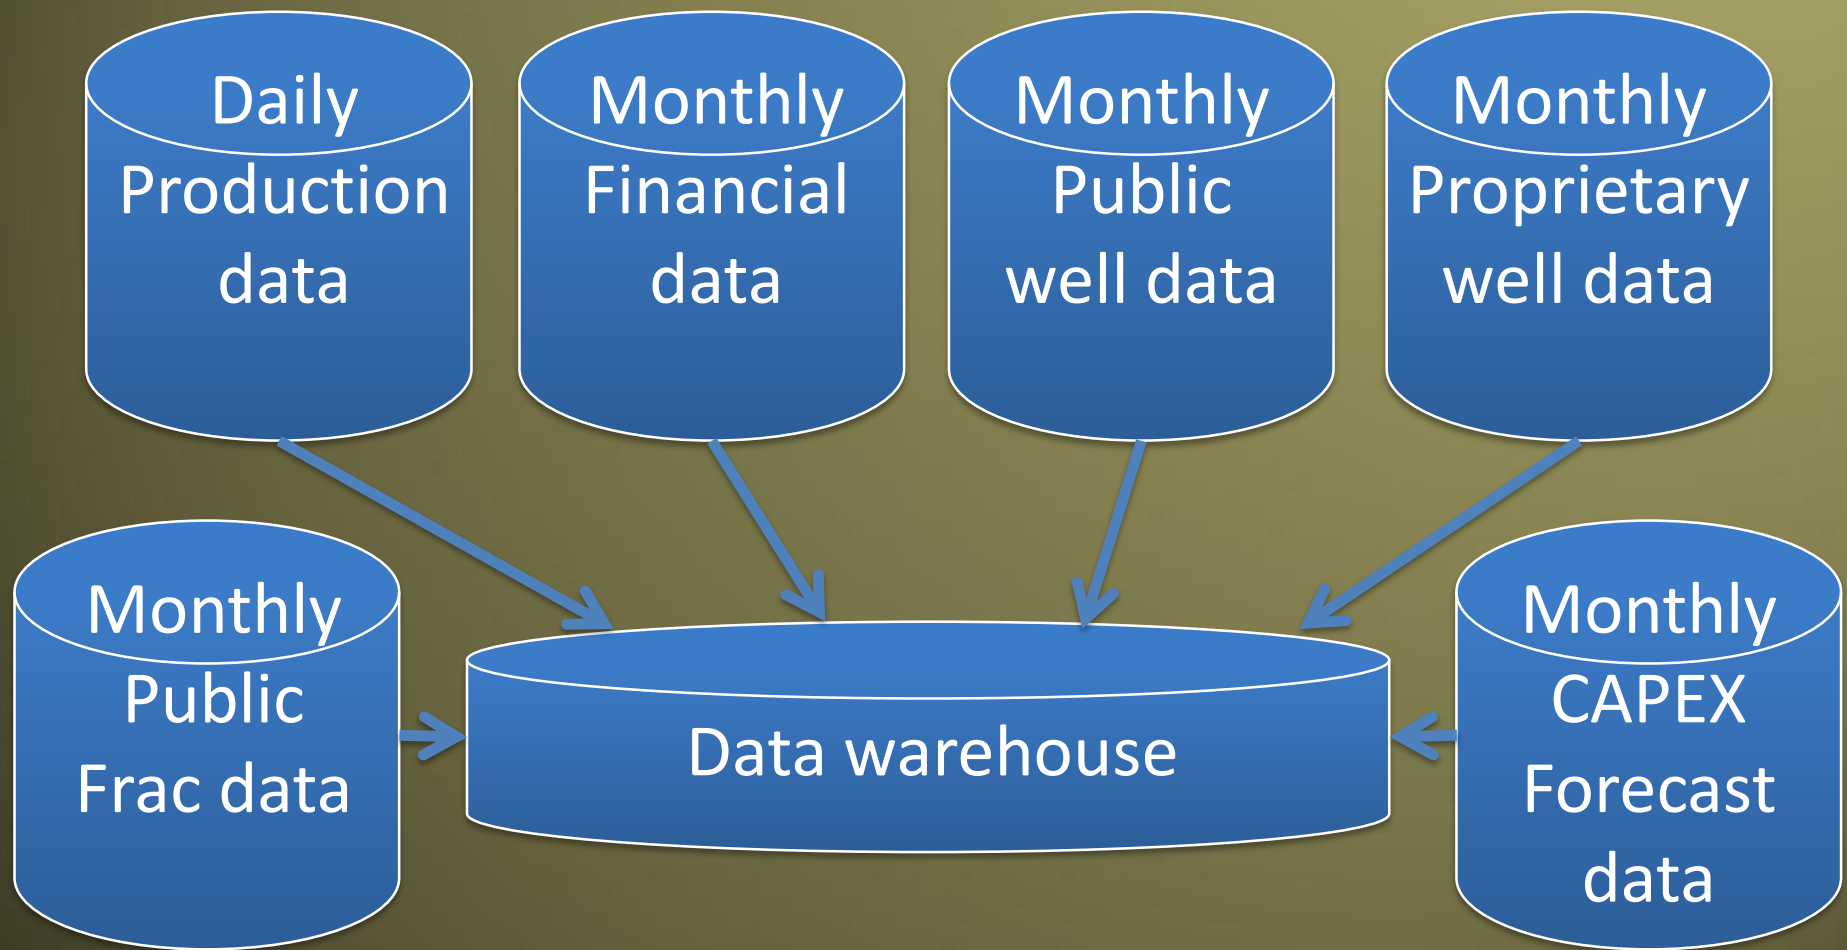 Daily
Production
data
Monthly
Financial
data
Monthly
Public
well data
Monthly
Proprietary
well data
Monthly
Public
Frac data
Data warehouse
Monthly
CAPEX
Forecast
data